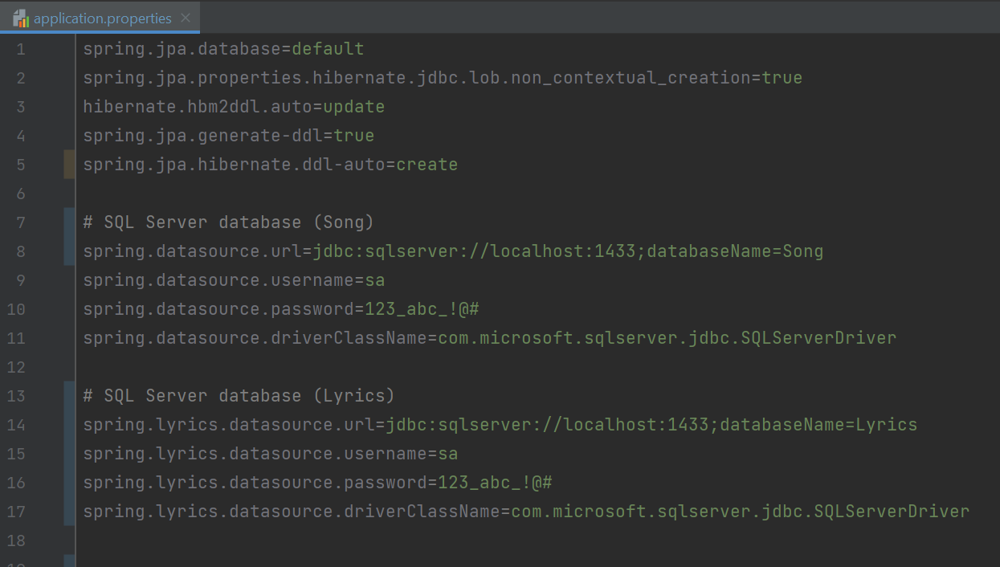 application.properties
1 spring.jpa.database=default
2 spring.jpa.properties.hibernate.jdbc.lob.non_contextual_creation=true
3 hibernate.hbm2ddl.auto=update
4 spring.jpa.generate-ddl=true
5 spring.jpa.hibernate.ddl-auto=create
6
7 # SQL Server database (Song)
8 spring.datasource.url=jdbc:sqlserver://localhost:1433;databaseName=Song
9 spring.datasource.username=sa
10 spring.datasource.password=123_abc_!@#
11 spring.datasource.driverClassName=com.microsoft.sqlserver.jdbc.SQLServerDriver
12
13 # SQL Server database (Lyrics)
14 spring.lyrics.datasource.url=jdbc:sqlserver://localhost:1433;databaseName=Lyrics
15 spring.lyrics.datasource.username=sa
16 spring.lyrics.datasource.password=123_abc_!@#
17 spring.lyrics.datasource.driverClassName=com.microsoft.sqlserver.jdbc.SQLServerDriver
18